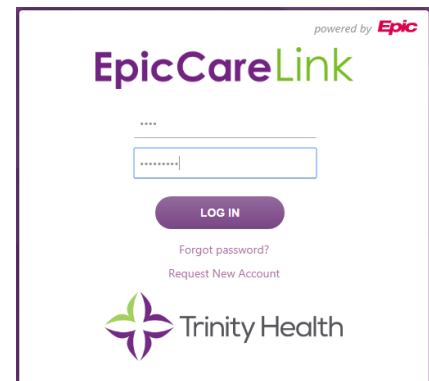 powered by Epic
EpicCareLink
••••
•••••••••
LOG IN
Forgot password?
Request New Account
Trinity Health